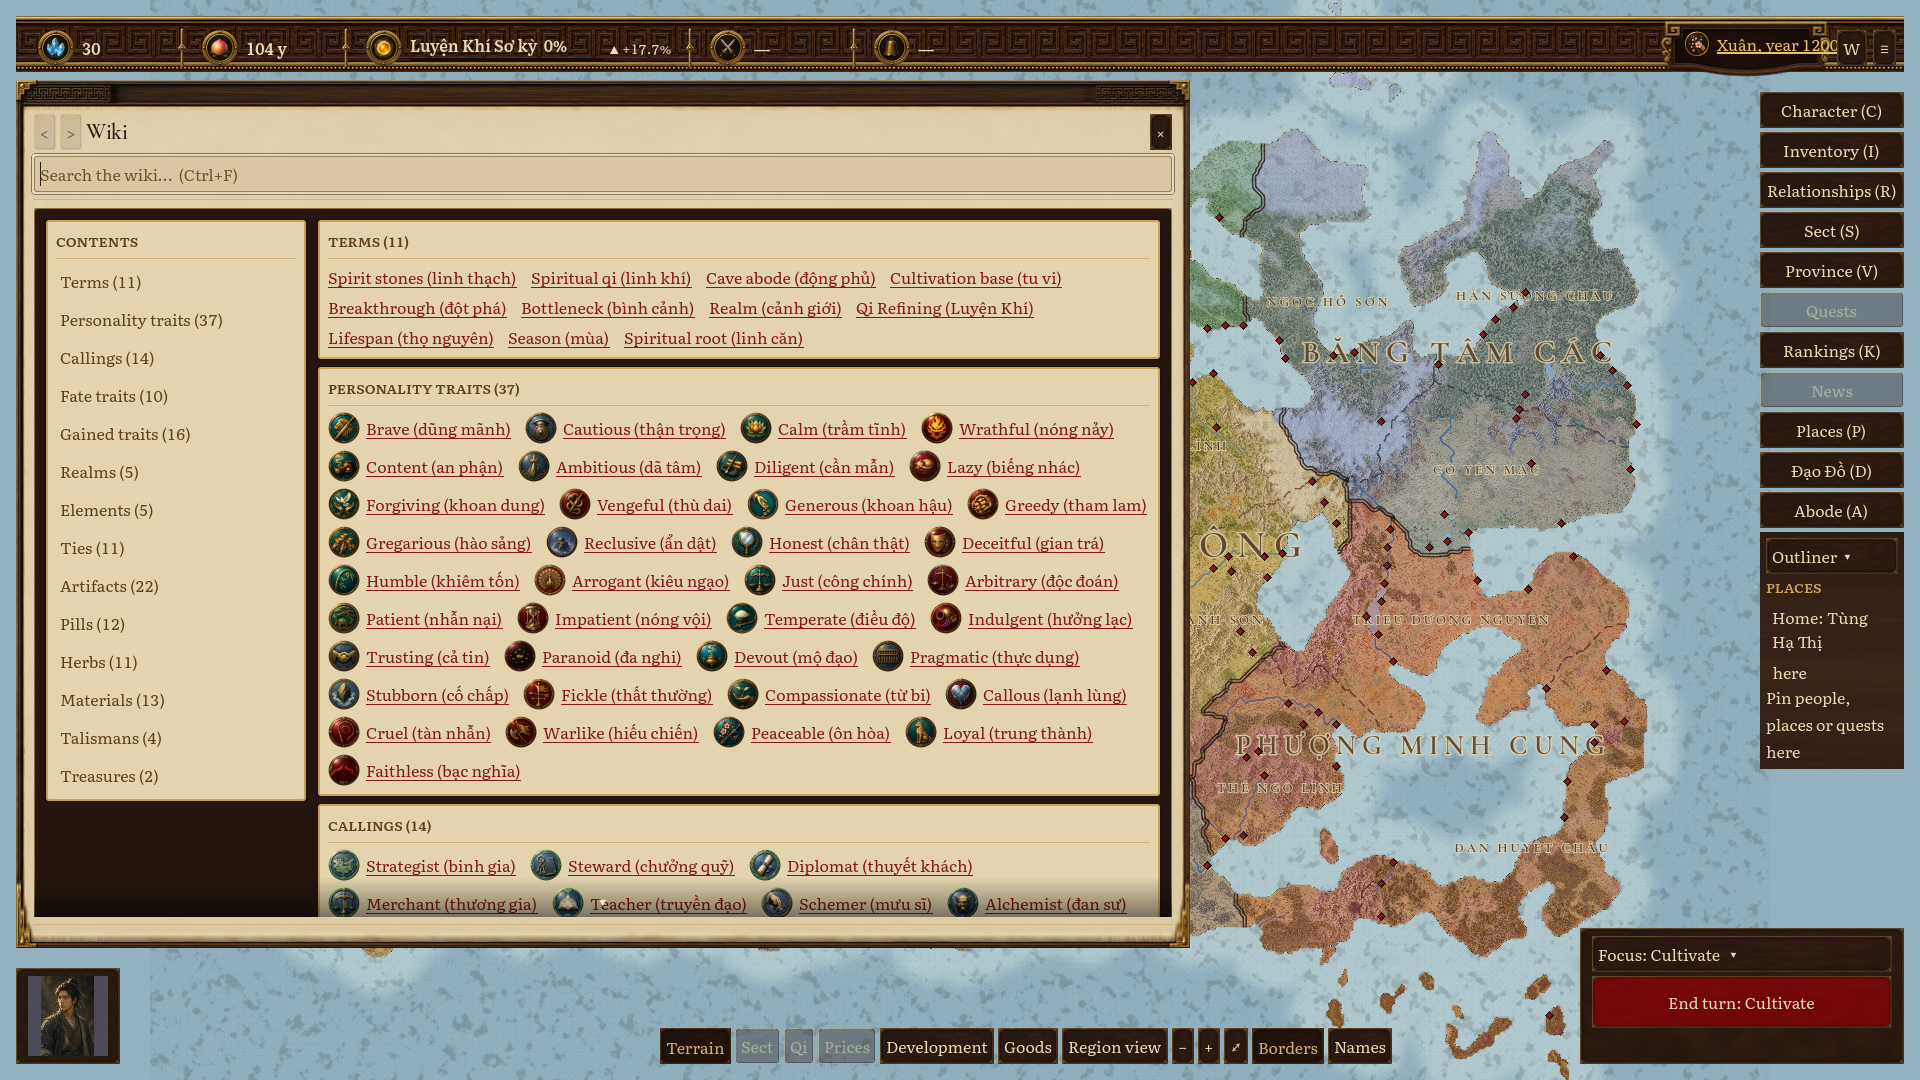 30
104 y
Luyện Khí Sơ kỳ 0%
▲+17.7%
—
—
Xuân, year 1200
W
≡
< > Wiki
×
Search the wiki... (Ctrl+F)
CONTENTS
Terms (11)
Personality traits (37)
Callings (14)
Fate traits (10)
Gained traits (16)
Realms (5)
Elements (5)
Ties (11)
Artifacts (22)
Pills (12)
Herbs (11)
Materials (13)
Talismans (4)
Treasures (2)
TERMS (11)
Spirit stones (linh thạch) Spiritual qi (linh khí) Cave abode (động phủ) Cultivation base (tu vi)
Breakthrough (đột phá) Bottleneck (bình cảnh) Realm (cảnh giới) Qi Refining (Luyện Khí)
Lifespan (thọ nguyên) Season (mùa) Spiritual root (linh căn)
PERSONALITY TRAITS (37)
Brave (dũng mãnh) Cautious (thận trọng) Calm (trầm tĩnh) Wrathful (nóng nảy)
Content (an phận) Ambitious (dã tâm) Diligent (cần mẫn) Lazy (biếng nhác)
Forgiving (khoan dung) Vengeful (thù dai) Generous (khoan hậu) Greedy (tham lam)
Gregarious (hào sảng) Reclusive (ẩn dật) Honest (chân thật) Deceitful (gian trá)
Humble (khiêm tốn) Arrogant (kiêu ngạo) Just (công chính) Arbitrary (độc đoán)
Patient (nhẫn nại) Impatient (nóng vội) Temperate (điều độ) Indulgent (hưởng lạc)
Trusting (cả tin) Paranoid (đa nghi) Devout (mộ đạo) Pragmatic (thực dụng)
Stubborn (cố chấp) Fickle (thất thường) Compassionate (từ bi) Callous (lạnh lùng)
Cruel (tàn nhẫn) Warlike (hiếu chiến) Peaceable (ôn hòa) Loyal (trung thành)
Faithless (bạc nghĩa)
CALLINGS (14)
Strategist (binh gia) Steward (chưởng quỹ) Diplomat (thuyết khách)
Merchant (thương gia) Teacher (truyền đạo) Schemer (mưu sĩ) Alchemist (đan sư)
NGỌC HỒ SƠN
HÀN SƯƠNG CHÂU
BĂNG TÂM CÁC
CÔ YÊN MẠC
ÔNG
TRIỀU DƯƠNG NGUYÊN
PHƯỢNG MINH CUNG
THÊ NGÔ LĨNH
ĐAN HUYỆT CHÂU
Character (C)
Inventory (I)
Relationships (R)
Sect (S)
Province (V)
Quests
Rankings (K)
News
Places (P)
Đạo Đồ (D)
Abode (A)
Outliner ▾
PLACES
Home: Tùng
Hạ Thị
here
Pin people,
places or quests
here
Focus: Cultivate ▾
End turn: Cultivate
Terrain Sect Qi Prices Development Goods Region view − + ⤢ Borders Names